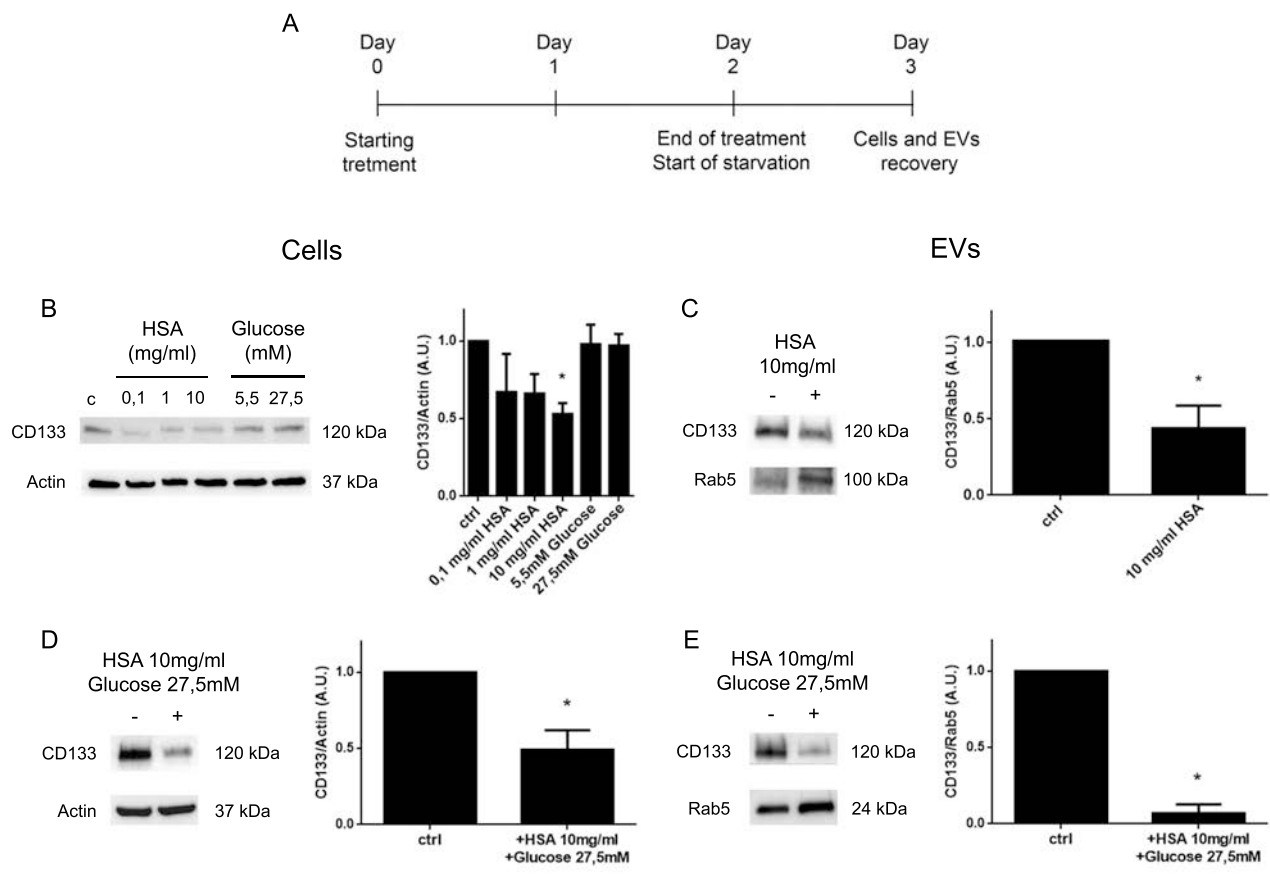 A
Day
0
Day
1
Day
2
Day
3
Starting
tretment
End of treatment
Start of starvation
Cells and EVs
recovery
Cells
EVs
B
HSA
(mg/ml)
Glucose
(mM)
c 0,1 1 10 5,5 27,5
CD133 120 kDa
Actin 37 kDa
CD133/Actin (A.U.)
1.0
0.5
0.0
ctrl
0,1 mg/ml HSA
1 mg/ml HSA
10 mg/ml HSA
5,5mM Glucose
27,5mM Glucose
*
C
HSA
10mg/ml
- +
CD133 120 kDa
Rab5 100 kDa
CD133/Rab5 (A.U.)
1.0
0.5
0.0
ctrl
10 mg/ml HSA
*
D
HSA 10mg/ml
Glucose 27,5mM
- +
CD133 120 kDa
Actin 37 kDa
CD133/Actin (A.U.)
1.0
0.5
0.0
*
ctrl
+HSA 10mg/ml
+Glucose 27,5mM
E
HSA 10mg/ml
Glucose 27,5mM
- +
CD133 120 kDa
Rab5 24 kDa
CD133/Rab5 (A.U.)
1.0
0.5
0.0
*
ctrl
+HSA 10mg/ml
+Glucose 27,5mM